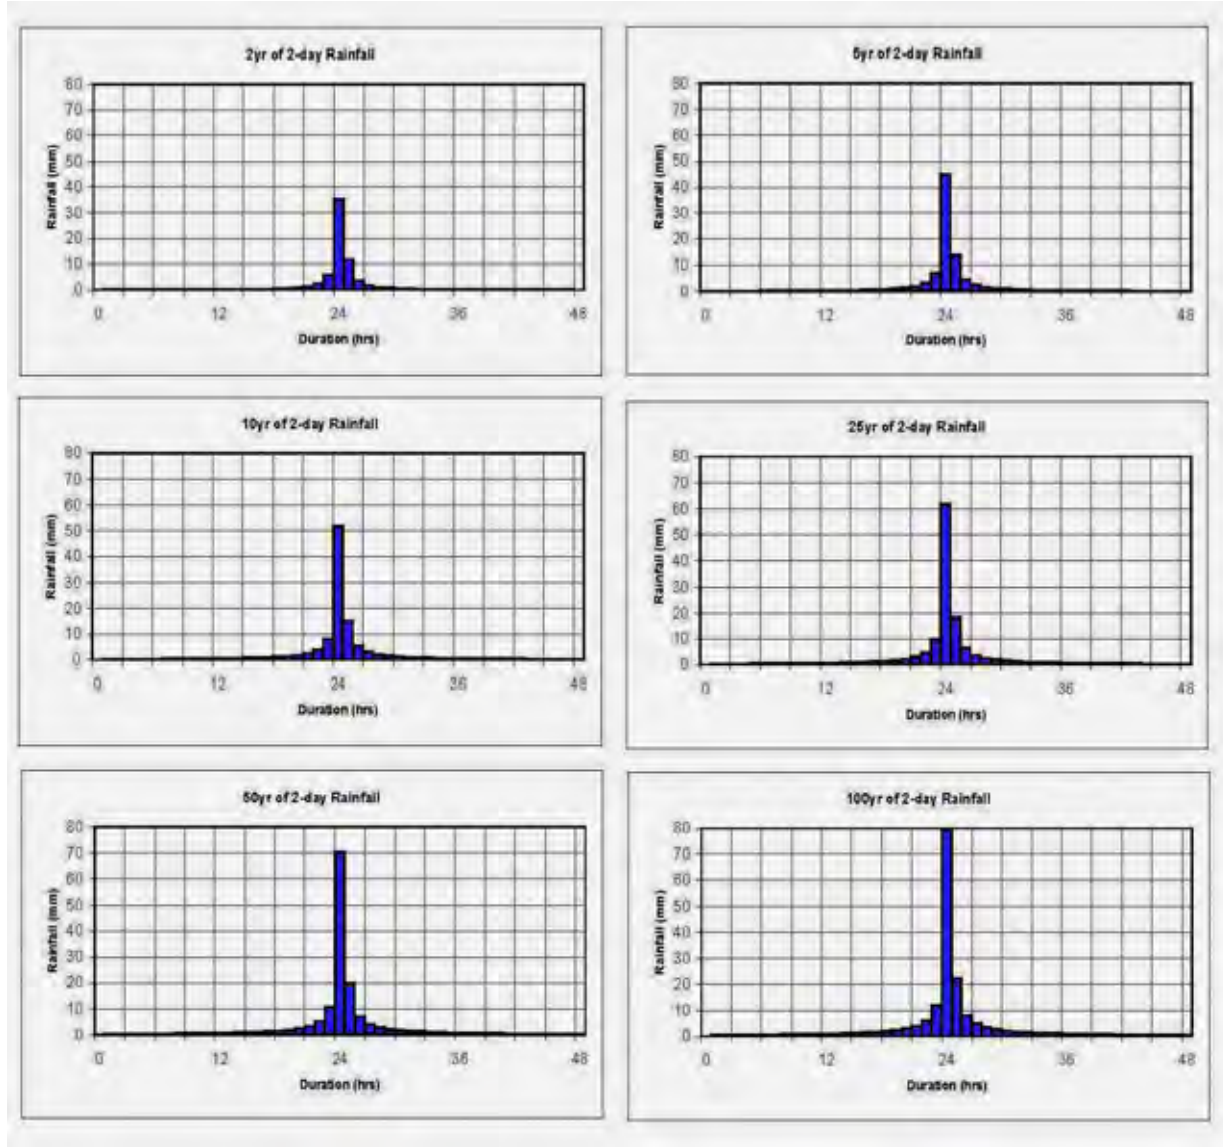 2yr of 2-day Rainfall
80
70
60
50
40
30
20
10
0
Rainfall (mm)
0 12 24 36 48
Duration (hrs)
5yr of 2-day Rainfall
80
70
60
50
40
30
20
10
0
Rainfall (mm)
0 12 24 36 48
Duration (hrs)
10yr of 2-day Rainfall
80
70
60
50
40
30
20
10
0
Rainfall (mm)
0 12 24 36 48
Duration (hrs)
25yr of 2-day Rainfall
80
70
60
50
40
30
20
10
0
Rainfall (mm)
0 12 24 36 48
Duration (hrs)
50yr of 2-day Rainfall
80
70
60
50
40
30
20
10
0
Rainfall (mm)
0 12 24 36 48
Duration (hrs)
100yr of 2-day Rainfall
80
70
60
50
40
30
20
10
0
Rainfall (mm)
0 12 24 36 48
Duration (hrs)